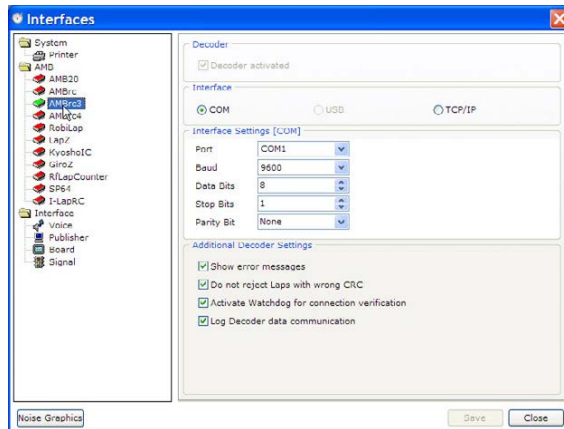 Interfaces
System
Printer
AMB
AMB20
AMBrc
AMBrc3
AMBrc4
RobiLap
LapZ
KyoshoIC
GiroZ
RfLapCounter
SP64
I-LapRC
Interface
Voice
Publisher
Board
Signal
Decoder
Decoder activated
Interface
COM USB TCP/IP
Interface Settings [COM]
Port COM1
Baud 9600
Data Bits 8
Stop Bits 1
Parity Bit None
Additional Decoder Settings
Show error messages
Do not reject Laps with wrong CRC
Activate Watchdog for connection verification
Log Decoder data communication
Noise Graphics Save Close